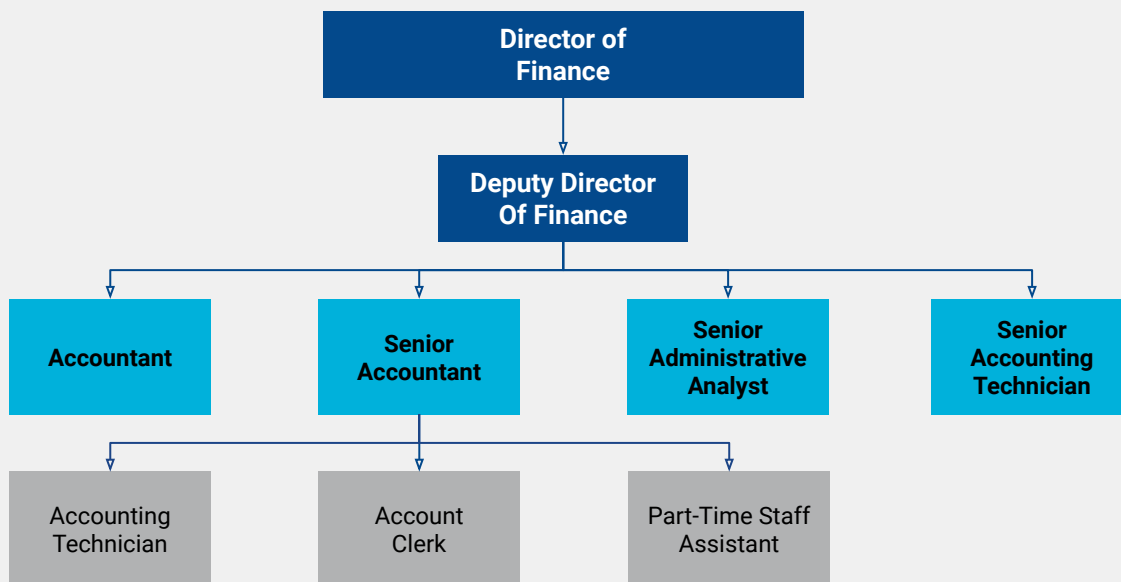 Director of
Finance
Deputy Director
Of Finance
Accountant
Senior
Accountant
Senior
Administrative
Analyst
Senior
Accounting
Technician
Accounting
Technician
Account
Clerk
Part-Time Staff
Assistant